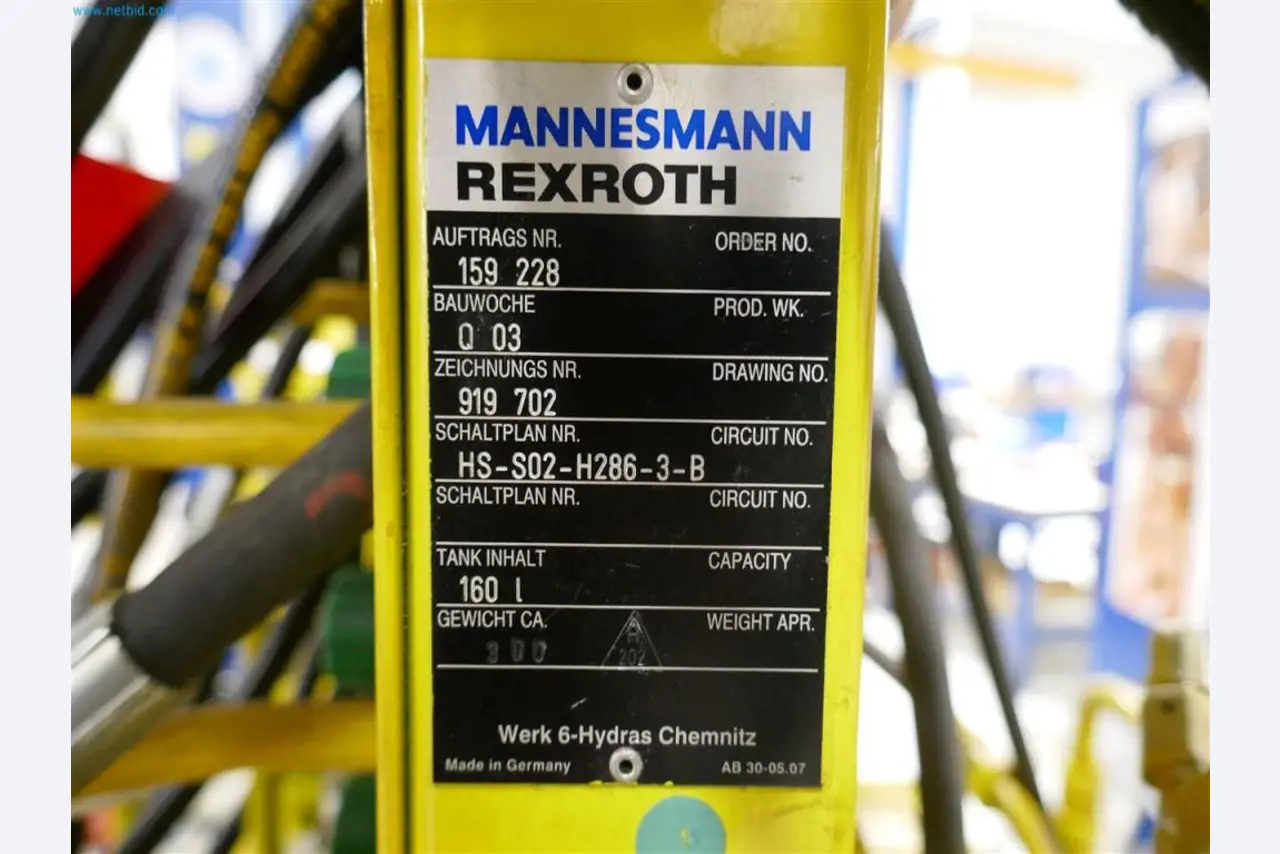 www.netbid.com
MANNESMANN
REXROTH
AUFTRAGS NR. ORDER NO.
159 228
BAUWOCHE PROD. WK.
Q 03
ZEICHNUNGS NR. DRAWING NO.
919 702
SCHALTPLAN NR. CIRCUIT NO.
HS-S02-H286-3-B
SCHALTPLAN NR. CIRCUIT NO.
TANK INHALT CAPACITY
160 l
GEWICHT CA. WEIGHT APR.
300
A
202
Werk 6-Hydras Chemnitz
Made in Germany AB 30-05.07